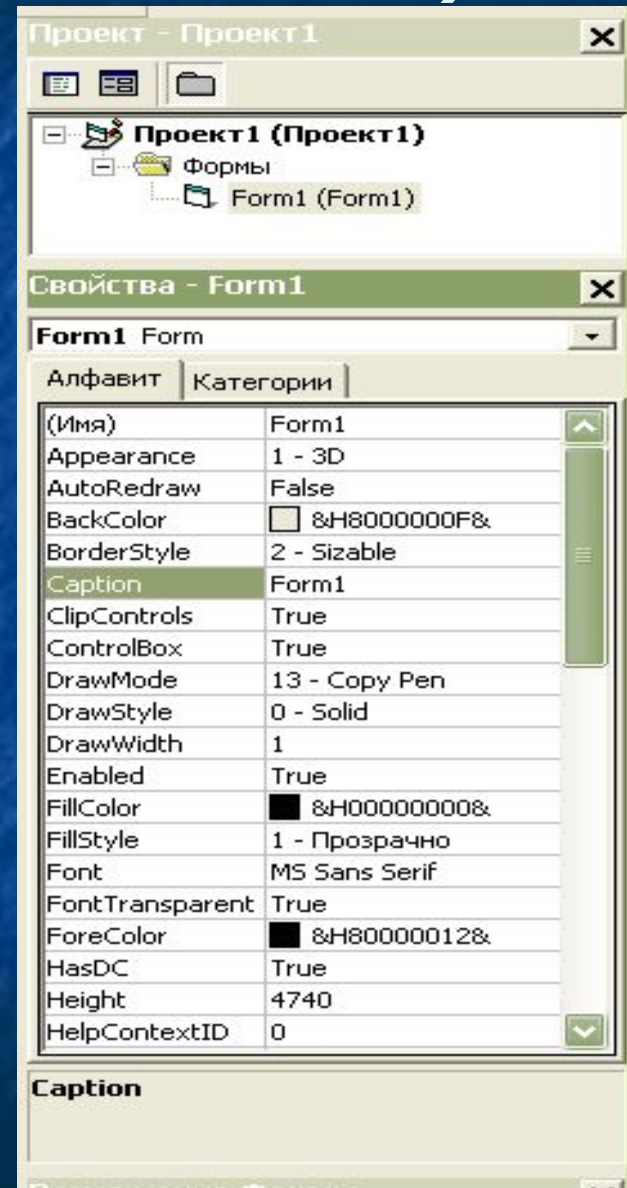 Проект - Проект1
Проект1 (Проект1)
Формы
Form1 (Form1)
Свойства - Form1
Form1 Form
Алфавит Категории
(Имя) Form1
Appearance 1 - 3D
AutoRedraw False
BackColor &H8000000F&
BorderStyle 2 - Sizable
Caption Form1
ClipControls True
ControlBox True
DrawMode 13 - Copy Pen
DrawStyle 0 - Solid
DrawWidth 1
Enabled True
FillColor &H00000000&
FillStyle 1 - Прозрачно
Font MS Sans Serif
FontTransparent True
ForeColor &H80000012&
HasDC True
Height 4740
HelpContextID 0
Caption